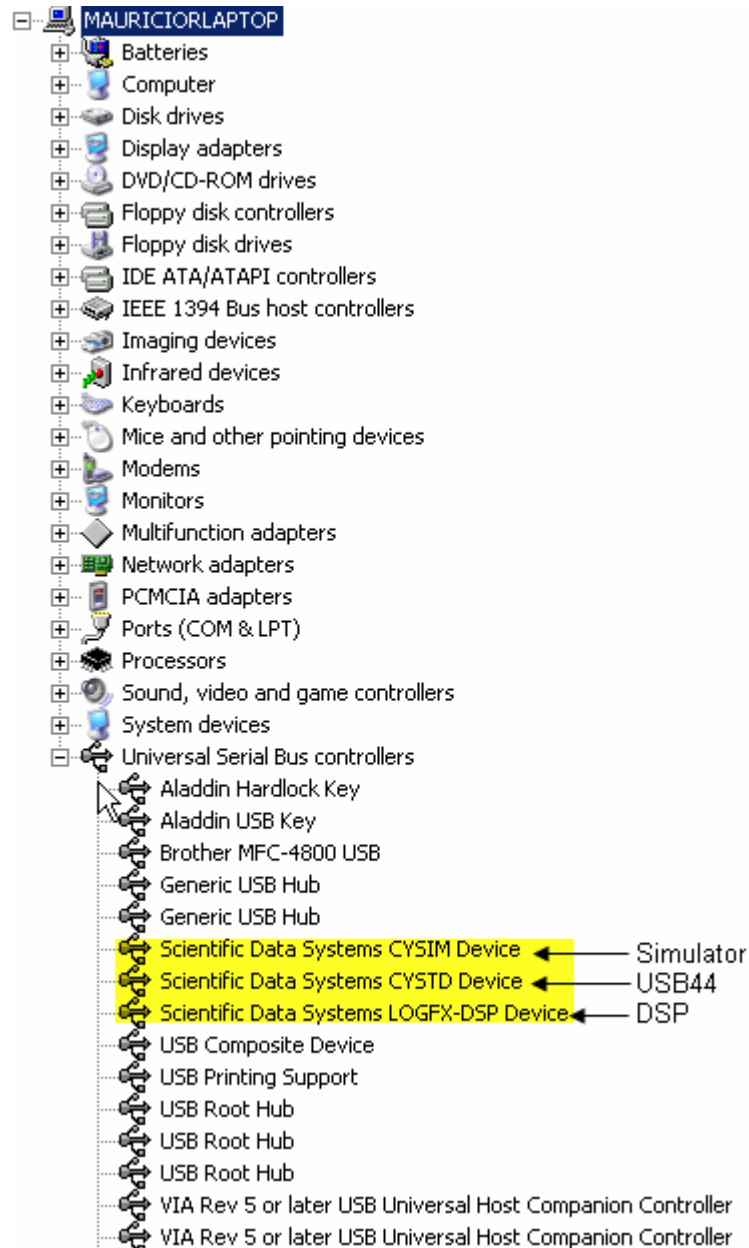 MAURICIORLAPTOP
Batteries
Computer
Disk drives
Display adapters
DVD/CD-ROM drives
Floppy disk controllers
Floppy disk drives
IDE ATA/ATAPI controllers
IEEE 1394 Bus host controllers
Imaging devices
Infrared devices
Keyboards
Mice and other pointing devices
Modems
Monitors
Multifunction adapters
Network adapters
PCMCIA adapters
Ports (COM & LPT)
Processors
Sound, video and game controllers
System devices
Universal Serial Bus controllers
Aladdin Hardlock Key
Aladdin USB Key
Brother MFC-4800 USB
Generic USB Hub
Generic USB Hub
Scientific Data Systems CYSIM Device Simulator
Scientific Data Systems CYSTD Device USB44
Scientific Data Systems LOGFX-DSP Device DSP
USB Composite Device
USB Printing Support
USB Root Hub
USB Root Hub
USB Root Hub
VIA Rev 5 or later USB Universal Host Companion Controller
VIA Rev 5 or later USB Universal Host Companion Controller